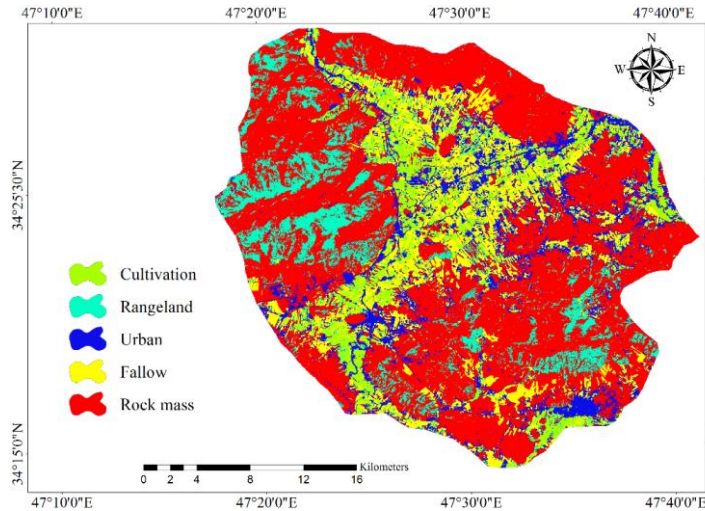 47°10'0"E 47°20'0"E 47°30'0"E 47°40'0"E
N
W E
S
34°25'30"N
34°15'0"N
Cultivation
Rangeland
Urban
Fallow
Rock mass
Kilometers
0 2 4 8 12 16
47°10'0"E 47°20'0"E 47°30'0"E 47°40'0"E